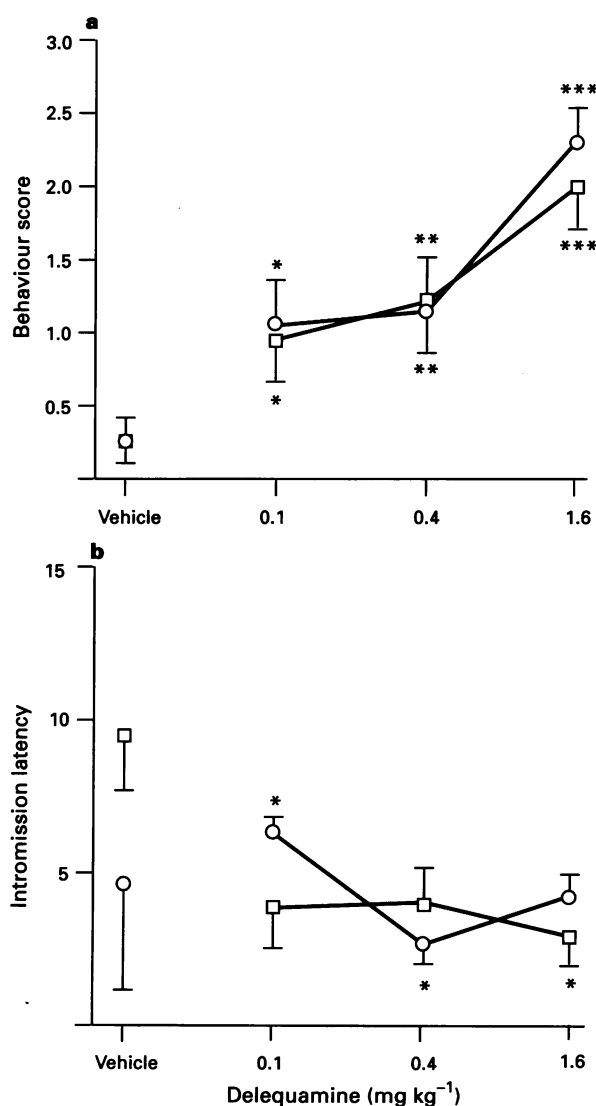 a
3.0
***
2.5
2.0
***
**
1.5
*
1.0
**
*
0.5
Behaviour score
Vehicle 0.1 0.4 1.6
b
15
10
*
5
*
*
Intromission latency
Vehicle 0.1 0.4 1.6
Delequamine (mg kg⁻¹)